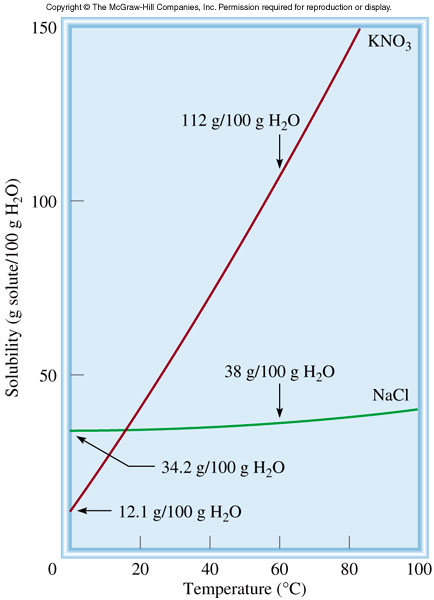 Copyright © The McGraw-Hill Companies, Inc. Permission required for reproduction or display.
150
KNO₃
112 g/100 g H₂O
100
Solubility (g solute/100 g H₂O)
38 g/100 g H₂O
50
NaCl
34.2 g/100 g H₂O
12.1 g/100 g H₂O
0 20 40 60 80 100
Temperature (°C)